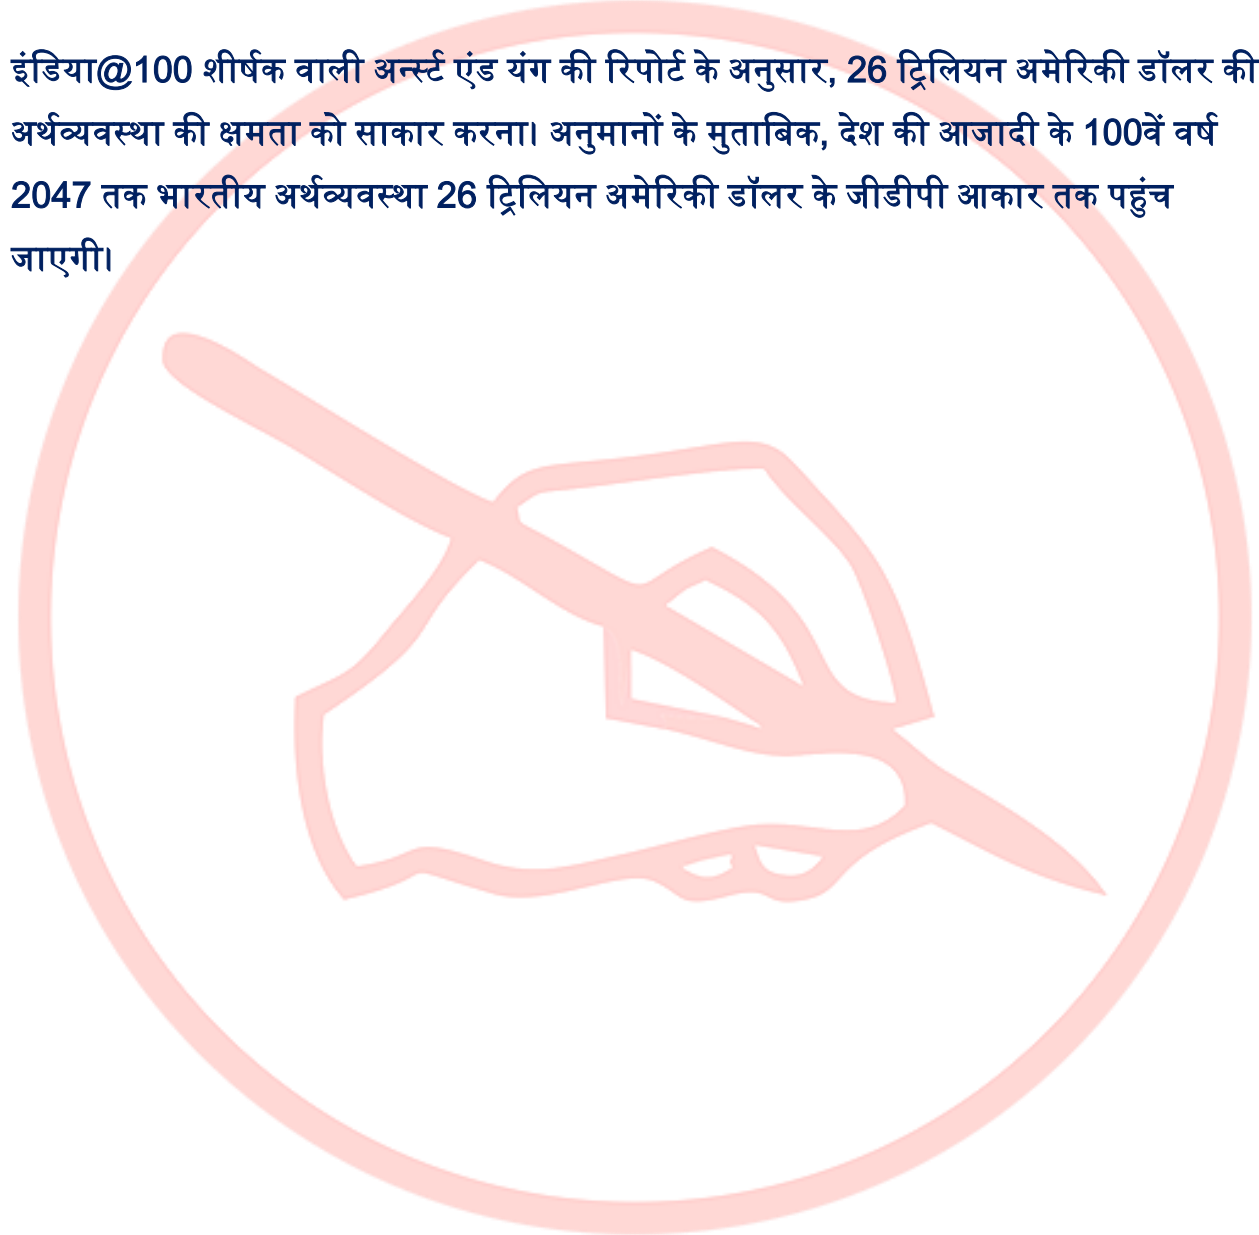 इंडिया@100 शीर्षक वाली अर्न्स्ट एंड यंग की रिपोर्ट के अनुसार, 26 ट्रिलियन अमेरिकी डॉलर की
अर्थव्यवस्था की क्षमता को साकार करना। अनुमानों के मुताबिक, देश की आजादी के 100वें वर्ष
2047 तक भारतीय अर्थव्यवस्था 26 ट्रिलियन अमेरिकी डॉलर के जीडीपी आकार तक पहुंच
जाएगी।